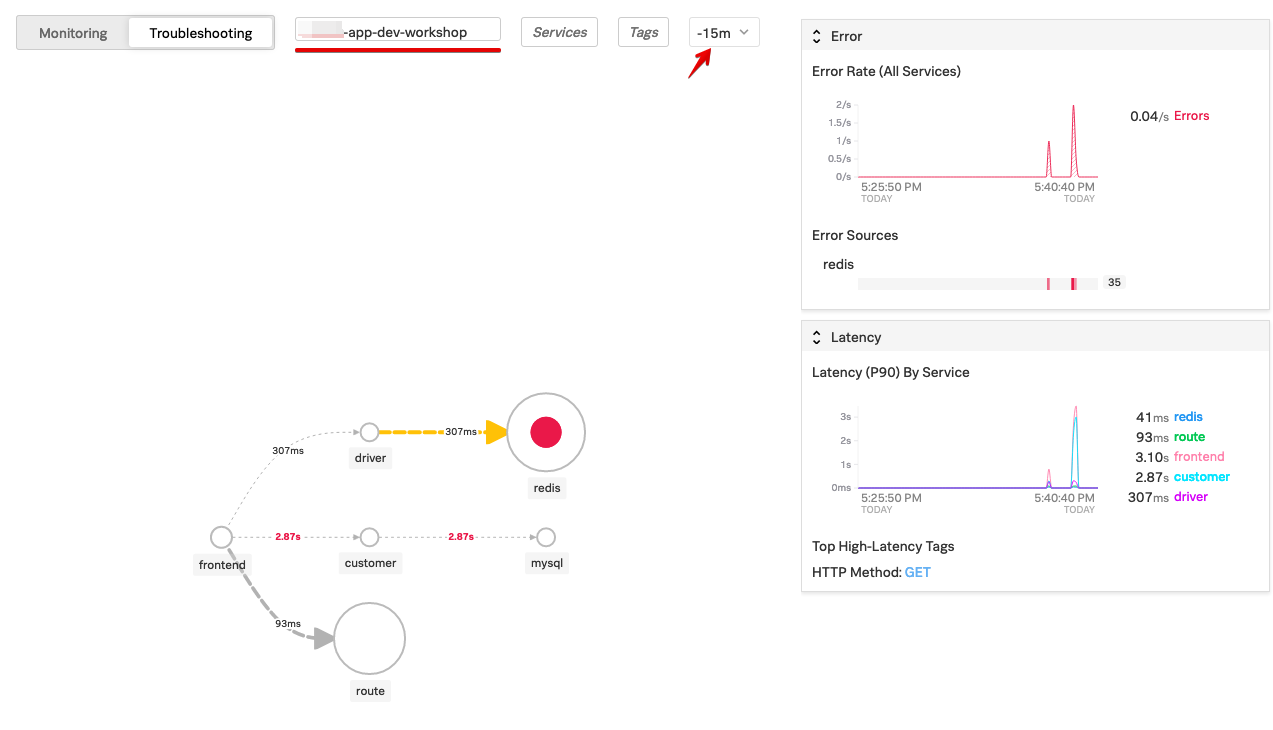 Monitoring
Troubleshooting
-app-dev-workshop
Services
Tags
-15m
Error
Error Rate (All Services)
2/s
1.5/s
1/s
0.5/s
0/s
5:25:50 PM
5:40:40 PM
TODAY
TODAY
0.04/s Errors
Error Sources
redis
35
Latency
Latency (P90) By Service
3s
2s
1s
0ms
5:25:50 PM
5:40:40 PM
TODAY
TODAY
41ms redis
93ms route
3.10s frontend
2.87s customer
307ms driver
Top High-Latency Tags
HTTP Method: GET
307ms
307ms
driver
redis
2.87s
2.87s
frontend
customer
mysql
93ms
route